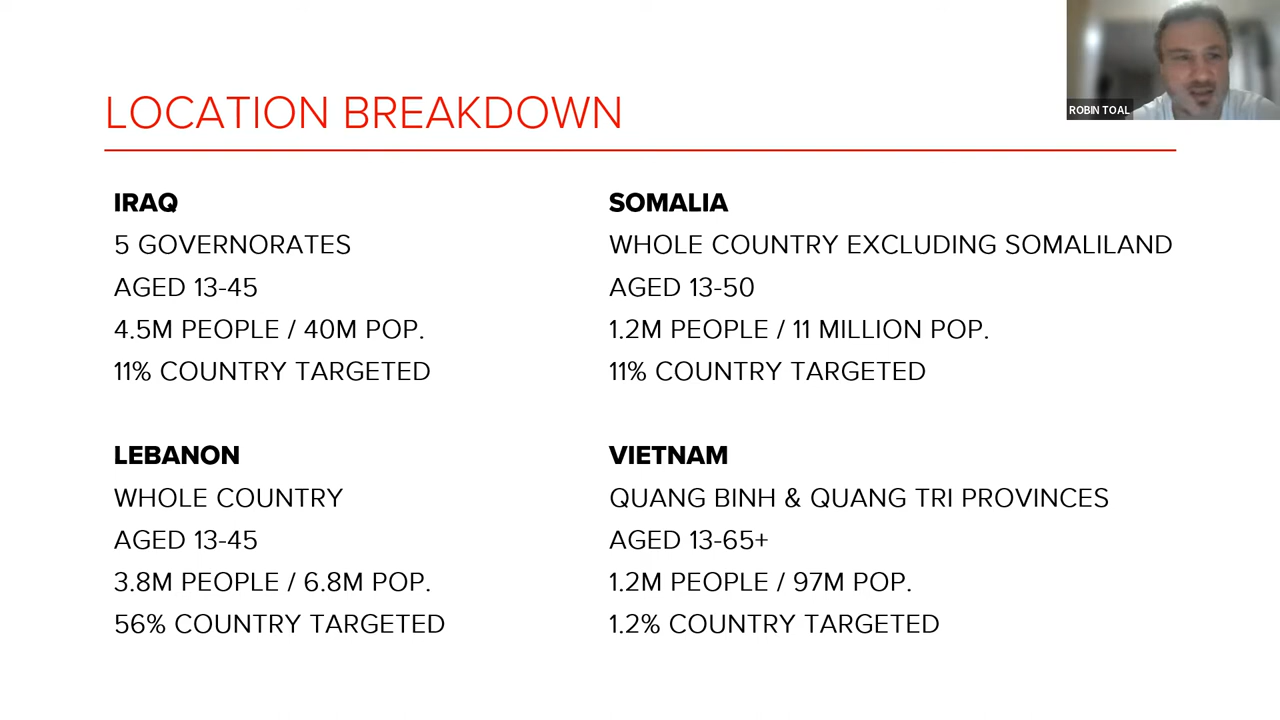 LOCATION BREAKDOWN
ROBIN TOAL
IRAQ
5 GOVERNORATES
AGED 13-45
4.5M PEOPLE / 40M POP.
11% COUNTRY TARGETED
SOMALIA
WHOLE COUNTRY EXCLUDING SOMALILAND
AGED 13-50
1.2M PEOPLE / 11 MILLION POP.
11% COUNTRY TARGETED
LEBANON
WHOLE COUNTRY
AGED 13-45
3.8M PEOPLE / 6.8M POP.
56% COUNTRY TARGETED
VIETNAM
QUANG BINH & QUANG TRI PROVINCES
AGED 13-65+
1.2M PEOPLE / 97M POP.
1.2% COUNTRY TARGETED